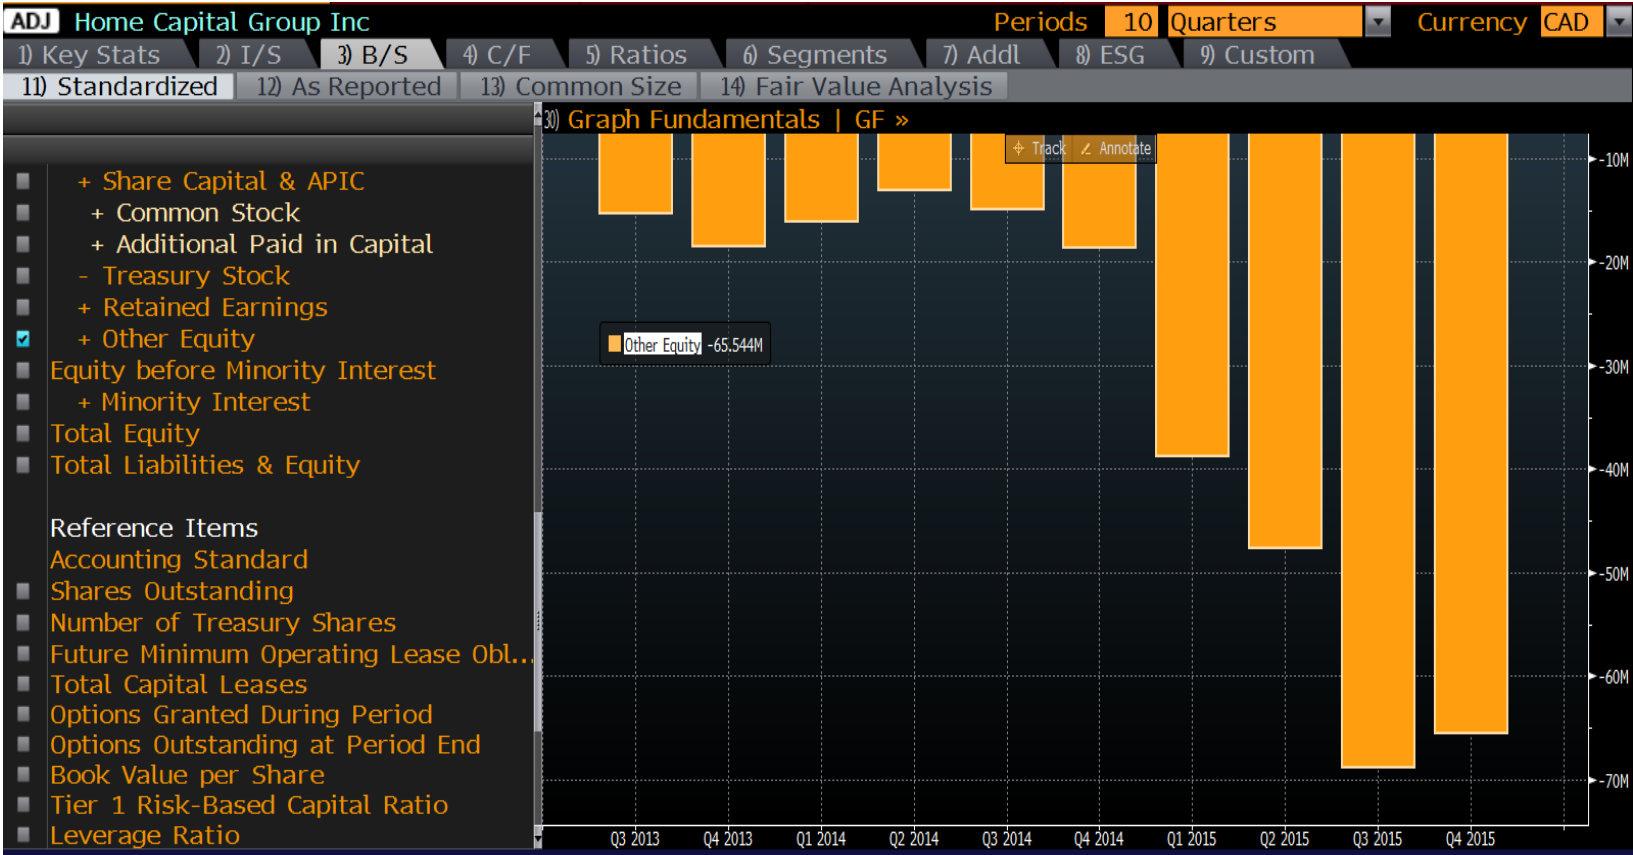 ADJ Home Capital Group Inc Periods 10 Quarters Currency CAD
1) Key Stats 2) I/S 3) B/S 4) C/F 5) Ratios 6) Segments 7) Addl 8) ESG 9) Custom
11) Standardized 12) As Reported 13) Common Size 14) Fair Value Analysis
30) Graph Fundamentals | GF »
Track Annotate
+ Share Capital & APIC
+ Common Stock
+ Additional Paid in Capital
- Treasury Stock
+ Retained Earnings
+ Other Equity
Equity before Minority Interest
+ Minority Interest
Total Equity
Total Liabilities & Equity
Reference Items
Accounting Standard
Shares Outstanding
Number of Treasury Shares
Future Minimum Operating Lease Obl...
Total Capital Leases
Options Granted During Period
Options Outstanding at Period End
Book Value per Share
Tier 1 Risk-Based Capital Ratio
Leverage Ratio
Other Equity -65.544M
-10M
-20M
-30M
-40M
-50M
-60M
-70M
Q3 2013 Q4 2013 Q1 2014 Q2 2014 Q3 2014 Q4 2014 Q1 2015 Q2 2015 Q3 2015 Q4 2015